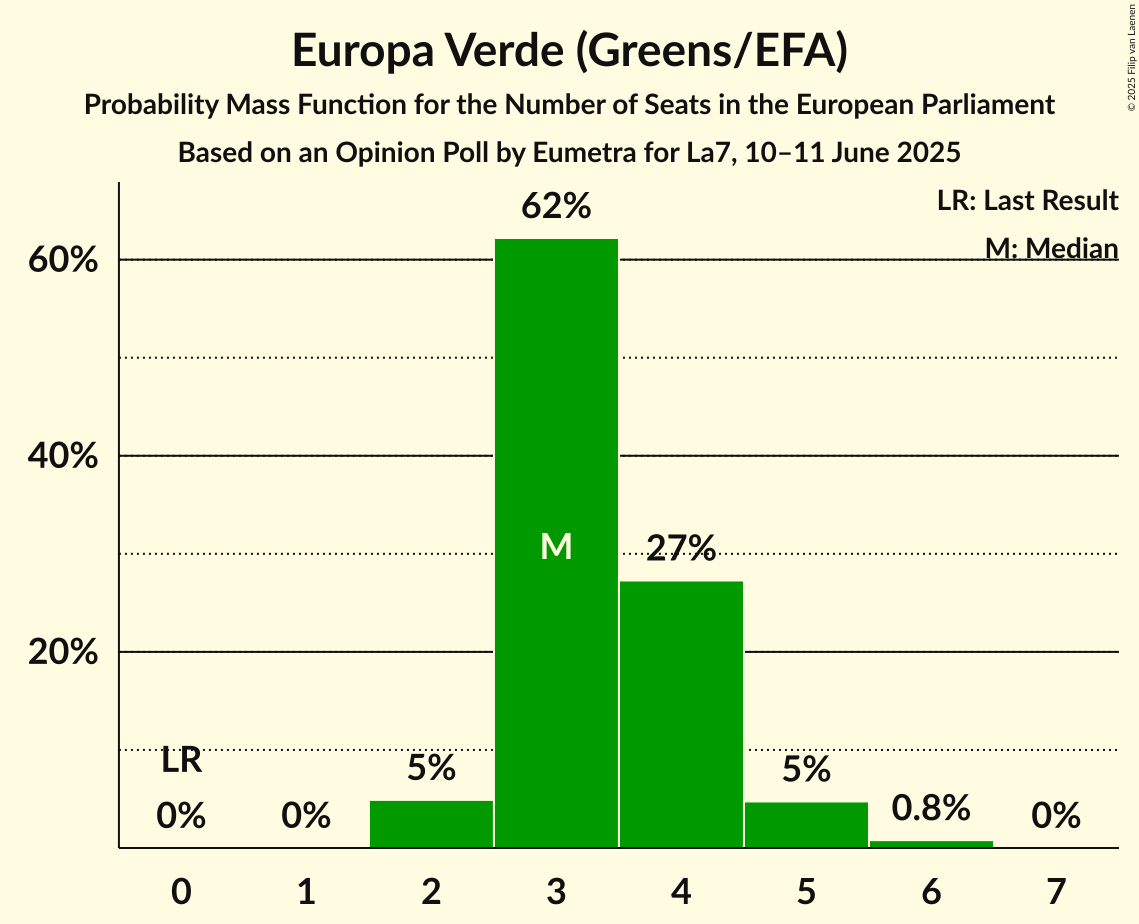 Europa Verde (Greens/EFA)
Probability Mass Function for the Number of Seats in the European Parliament
Based on an Opinion Poll by Eumetra for La7, 10–11 June 2025
© 2025 Filip van Laenen
LR: Last Result
M: Median
62%
60%
40%
M
27%
20%
LR
5%
5%
0%
0%
0.8%
0%
0 1 2 3 4 5 6 7